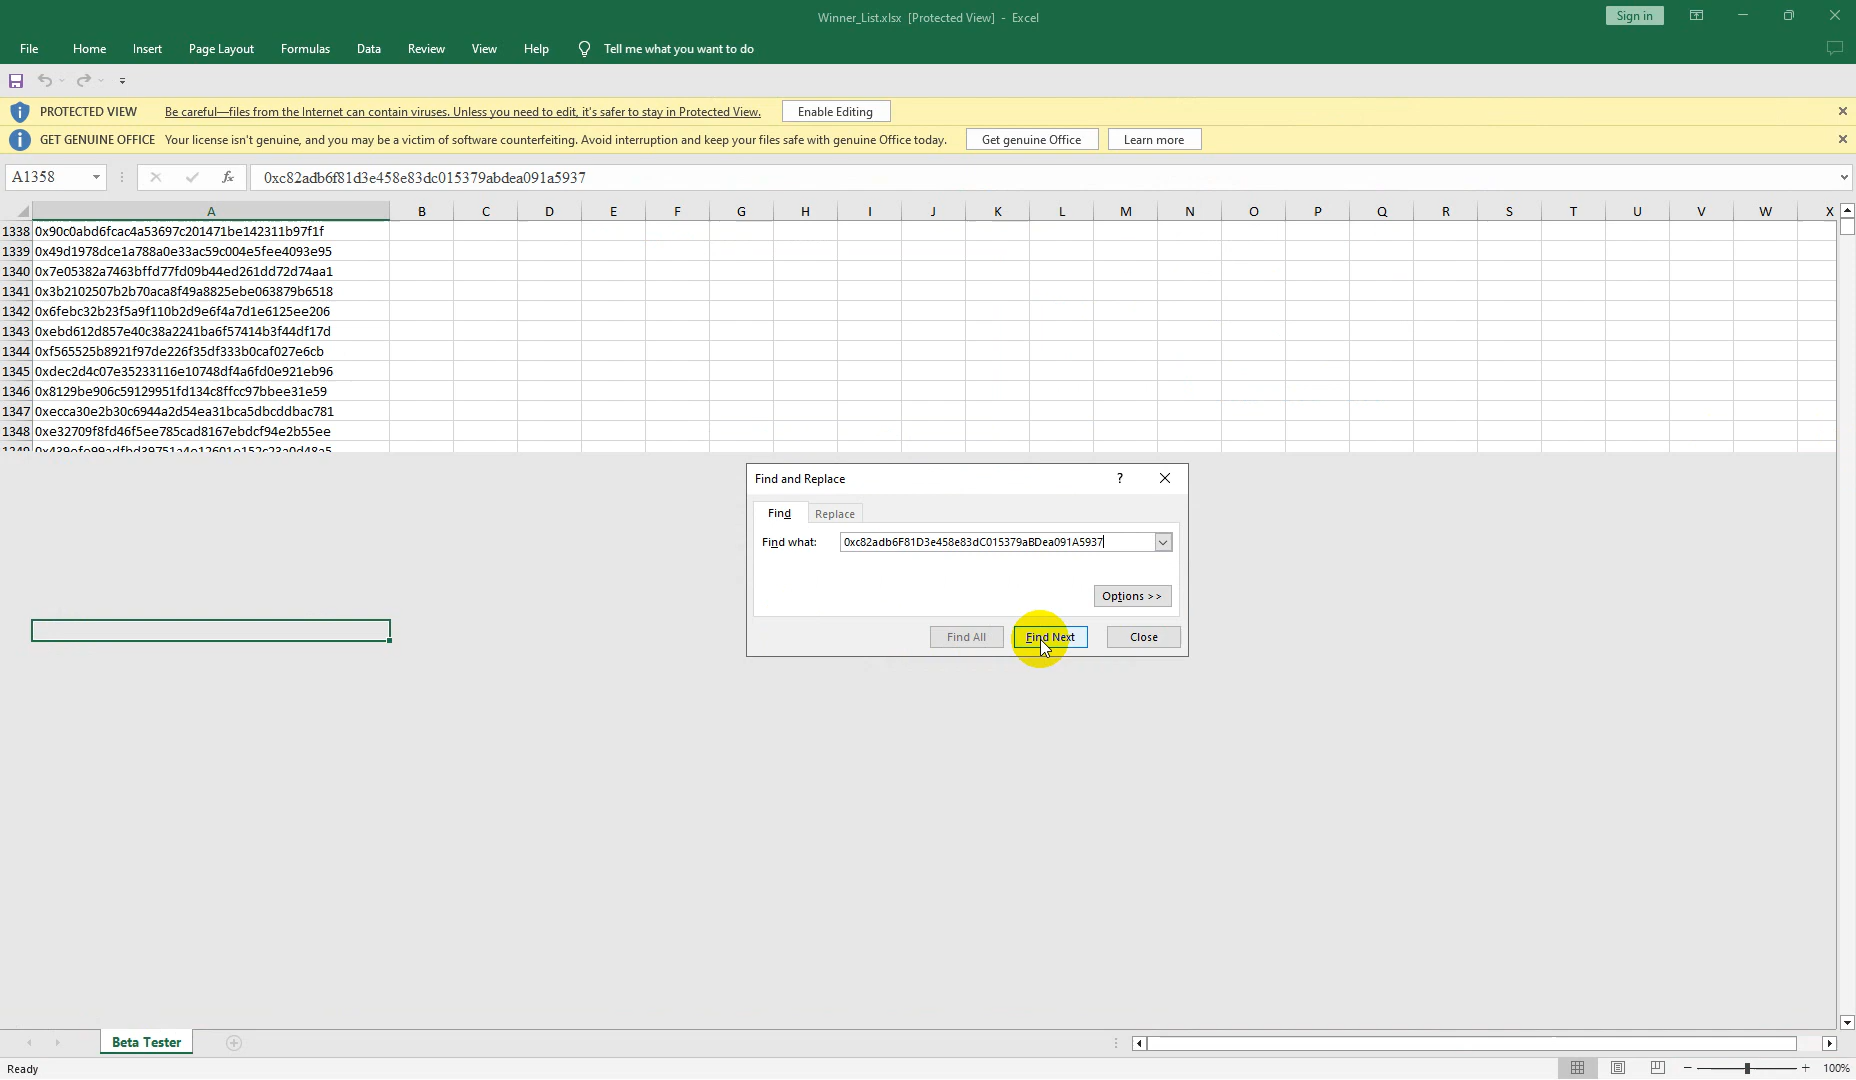 Winner_List.xlsx [Protected View] - Excel
Sign in
File Home Insert Page Layout Formulas Data Review View Help Tell me what you want to do
PROTECTED VIEW Be careful—files from the Internet can contain viruses. Unless you need to edit, it's safer to stay in Protected View. Enable Editing
GET GENUINE OFFICE Your license isn't genuine, and you may be a victim of software counterfeiting. Avoid interruption and keep your files safe with genuine Office today. Get genuine Office Learn more
A1358 fx 0xc82adb6f81d3e458e83dc015379abdea091a5937
A B C D E F G H I J K L M N O P Q R S T U V W X
1338 0x90c0abd6fcac4a53697c201471be142311b97f1f
1339 0x49d1978dce1a788a0e33ac59c004e5fee4093e95
1340 0x7e05382a7463bffd77fd09b44ed261dd72d74aa1
1341 0x3b2102507b2b70aca8f49a8825ebe063879b6518
1342 0x6febc32b23f5a9f110b2d9e6f4a7d1e6125ee206
1343 0xebd612d857e40c38a2241ba6f57414b3f44df17d
1344 0xf565525b8921f97de226f35df333b0caf027e6cb
1345 0xdec2d4c07e35233116e10748df4a6fd0e921eb96
1346 0x8129be906c59129951fd134c8ffcc97bbee31e59
1347 0xecca30e2b30c6944a2d54ea31bca5dbcddbac781
1348 0xe32709f8fd46f5ee785cad8167ebdcf94e2b55ee
1349
Find and Replace ?
Find Replace
Find what: 0xc82adb6F81D3e458e83dC015379aBDea091A5937
Options >>
Find All Find Next Close
Beta Tester
Ready 100%